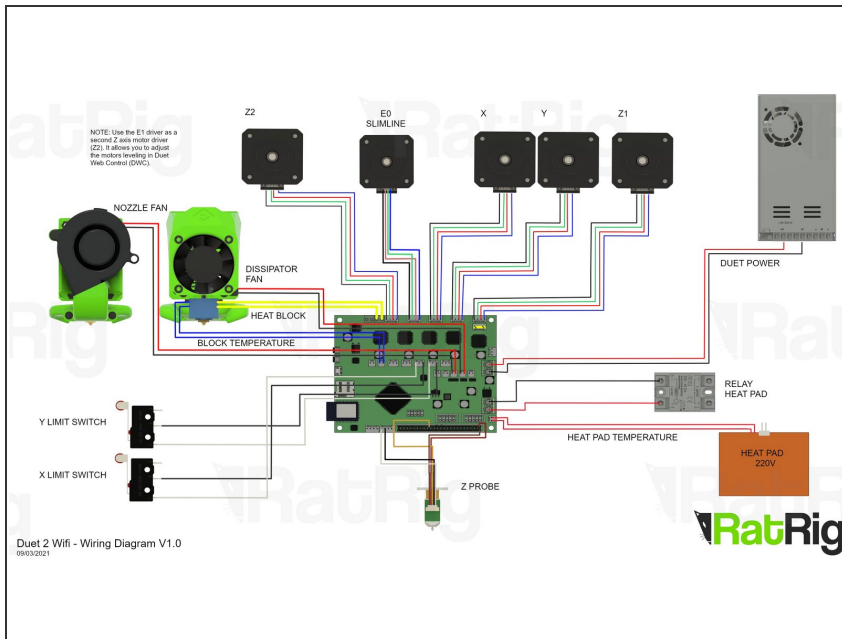 Z2
E0
SLIMLINE
X
Y
Z1
NOTE: Use the E1 driver as a
second Z axis motor driver
(Z2). It allows you to adjust
the motors leveling in Duet
Web Control (DWC).
NOZZLE FAN
DISSIPATOR
FAN
DUET POWER
HEAT BLOCK
BLOCK TEMPERATURE
RELAY
HEAT PAD
Y LIMIT SWITCH
HEAT PAD TEMPERATURE
HEAT PAD
220V
X LIMIT SWITCH
Z PROBE
RatRig
Duet 2 Wifi - Wiring Diagram V1.0
09/03/2021